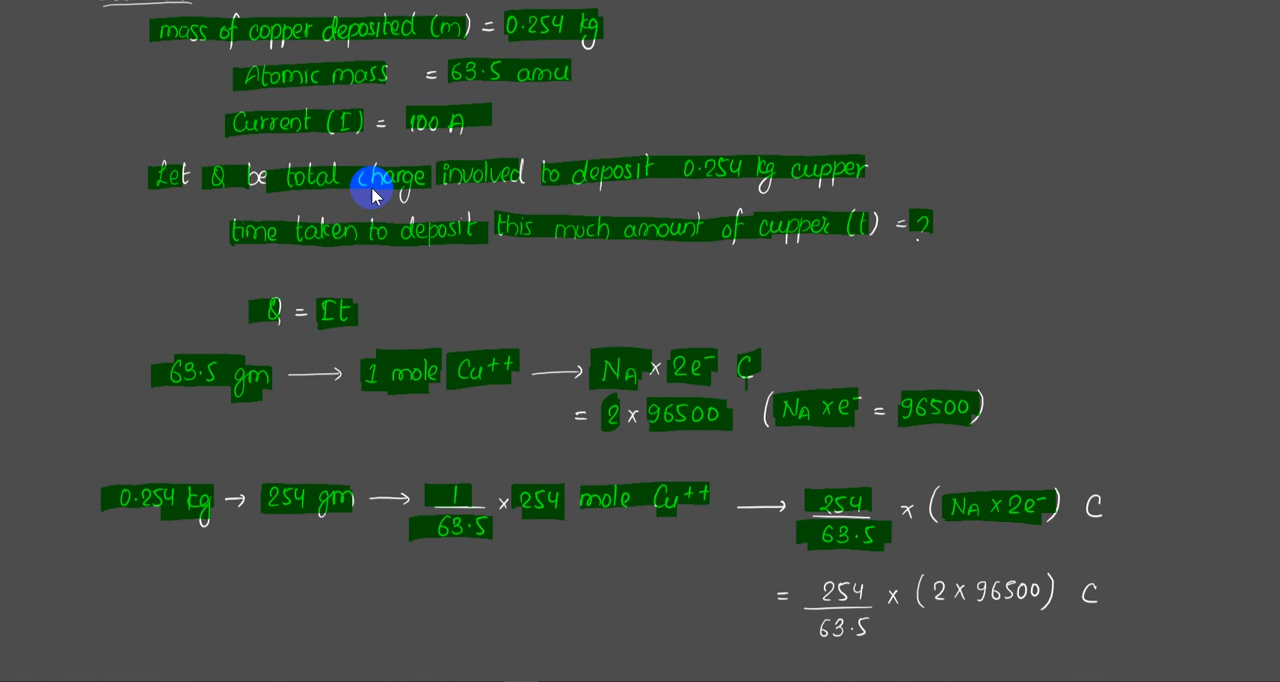 mass of copper deposited (m) = 0.254 kg
Atomic mass = 63.5 amu
Current (I) = 100 A
Let Q be total charge involved to deposit 0.254 kg cupper
time taken to deposit this much amount of cupper (t) = ?
Q = It
63.5 gm → 1 mole Cu++ → NA × 2e- C
= 2 × 96500 (NA × e- = 96500)
0.254 kg → 254 gm → 1/63.5 × 254 mole Cu++ → 254/63.5 × (NA × 2e-) C
= 254/63.5 × (2 × 96500) C